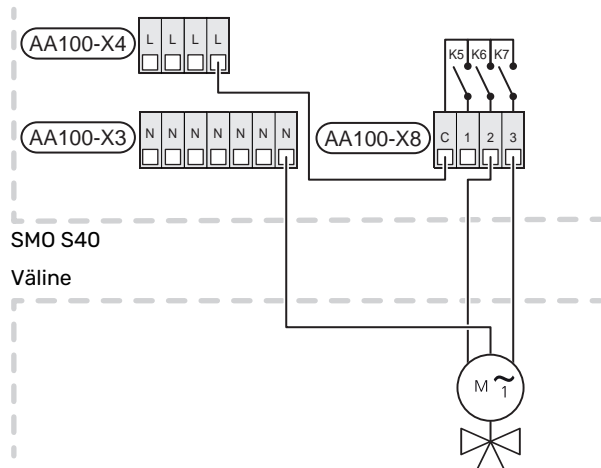 AA100-X4
L L L L
K5 K6 K7
AA100-X3
N N N N N N N
AA100-X8
C 1 2 3
SMO S40
Väline
M ~ 1